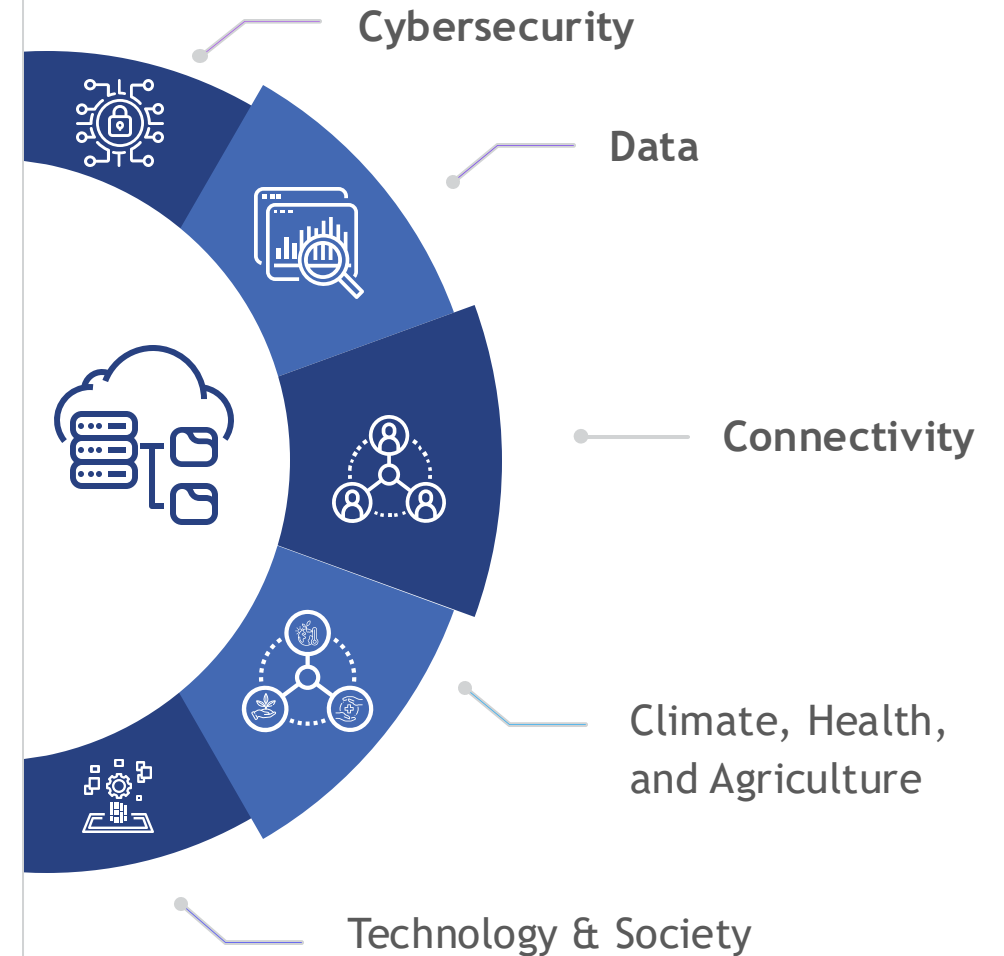 Cybersecurity
Data
Connectivity
Climate, Health,
and Agriculture
Technology & Society